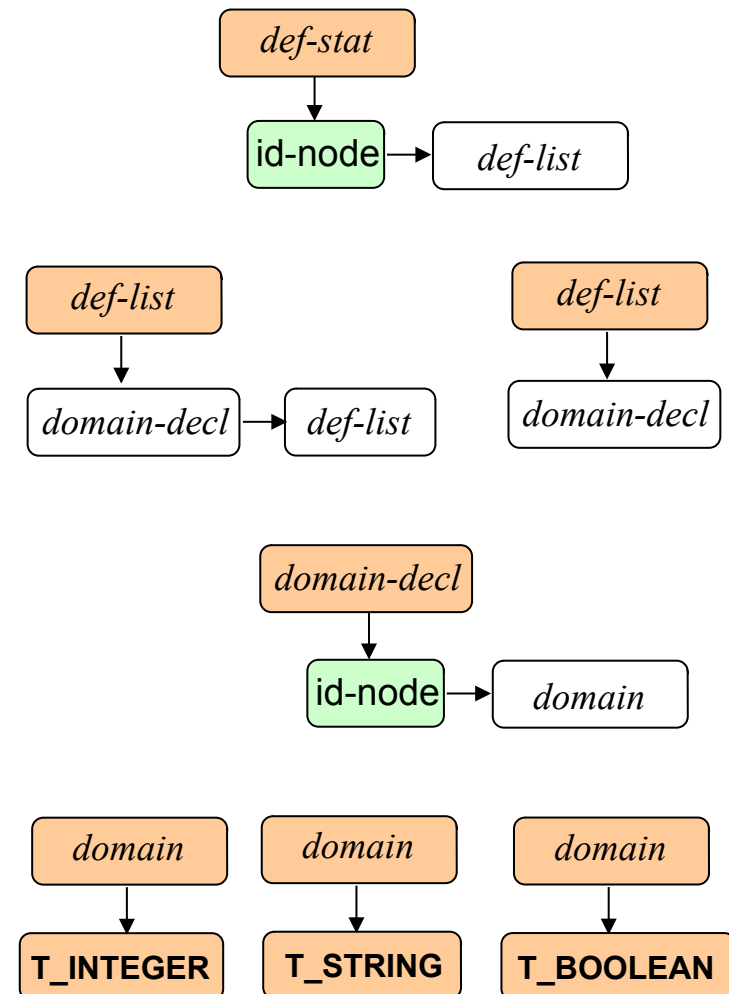 def-stat
id-node def-list
def-list def-list
domain-decl def-list domain-decl
domain-decl
id-node domain
domain domain domain
T_INTEGER T_STRING T_BOOLEAN